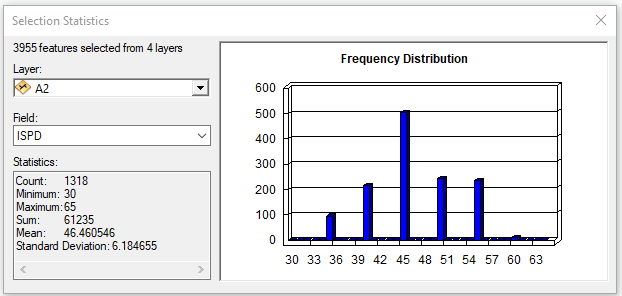 Selection Statistics
3955 features selected from 4 layers
Layer:
A2
Field:
ISPD
Statistics:
Count: 1318
Minimum: 30
Maximum: 65
Sum: 61235
Mean: 46.460546
Standard Deviation: 6.184655
Frequency Distribution
600
500
400
300
200
100
0
30 33 36 39 42 45 48 51 54 57 60 63